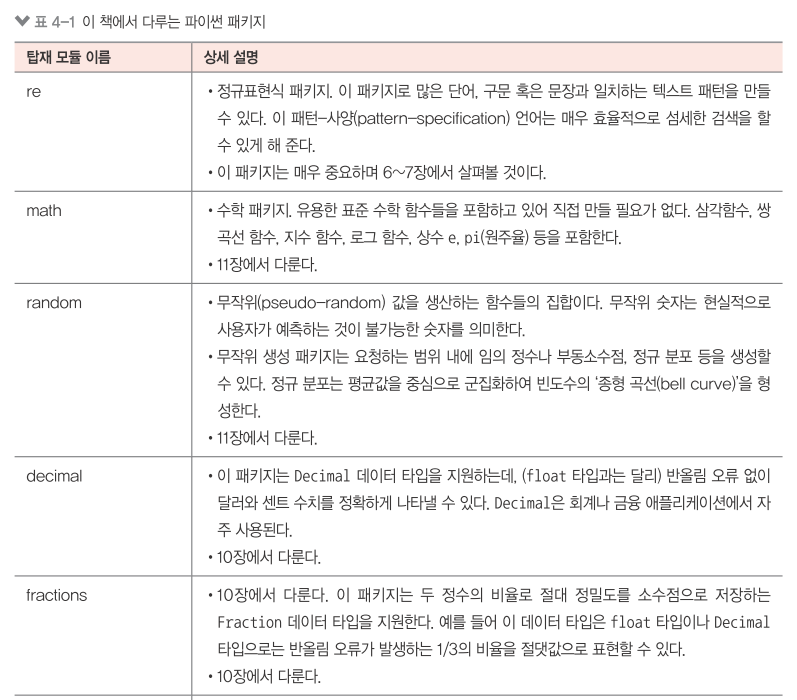 표 4-1 이 책에서 다루는 파이썬 패키지
탑재 모듈 이름
상세 설명
re
• 정규표현식 패키지. 이 패키지로 많은 단어, 구문 혹은 문장과 일치하는 텍스트 패턴을 만들
수 있다. 이 패턴-사양(pattern-specification) 언어는 매우 효율적으로 섬세한 검색을 할
수 있게 해 준다.
• 이 패키지는 매우 중요하며 6~7장에서 살펴볼 것이다.
math
• 수학 패키지. 유용한 표준 수학 함수들을 포함하고 있어 직접 만들 필요가 없다. 삼각함수, 쌍
곡선 함수, 지수 함수, 로그 함수, 상수 e, pi(원주율) 등을 포함한다.
• 11장에서 다룬다.
random
• 무작위(pseudo-random) 값을 생산하는 함수들의 집합이다. 무작위 숫자는 현실적으로
사용자가 예측하는 것이 불가능한 숫자를 의미한다.
• 무작위 생성 패키지는 요청하는 범위 내에 임의 정수나 부동소수점, 정규 분포 등을 생성할
수 있다. 정규 분포는 평균값을 중심으로 군집화하여 빈도수의 ‘종형 곡선(bell curve)’을 형
성한다.
• 11장에서 다룬다.
decimal
• 이 패키지는 Decimal 데이터 타입을 지원하는데, (float 타입과는 달리) 반올림 오류 없이
달러와 센트 수치를 정확하게 나타낼 수 있다. Decimal은 회계나 금융 애플리케이션에서 자
주 사용된다.
• 10장에서 다룬다.
fractions
• 10장에서 다룬다. 이 패키지는 두 정수의 비율로 절대 정밀도를 소수점으로 저장하는
Fraction 데이터 타입을 지원한다. 예를 들어 이 데이터 타입은 float 타입이나 Decimal
타입으로는 반올림 오류가 발생하는 1/3의 비율을 절댓값으로 표현할 수 있다.
• 10장에서 다룬다.